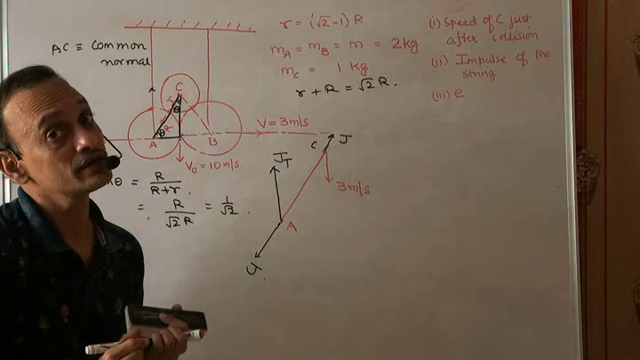 AC ≡ Common
normal
C
θ
θ
A
B
V = 3m/s
V₀ = 10m/s.
r = (√2-1) R.
m_A = m_B = m = 2kg
m_C = 1 kg
r + R = √2 R.
(i) Speed of C just
after collision
(ii) Impulse of the
string
(iii) e
θ = R / (R+r)
= R / (√2 R) = 1/√2.
J_T
C
J
3m/s
A
J